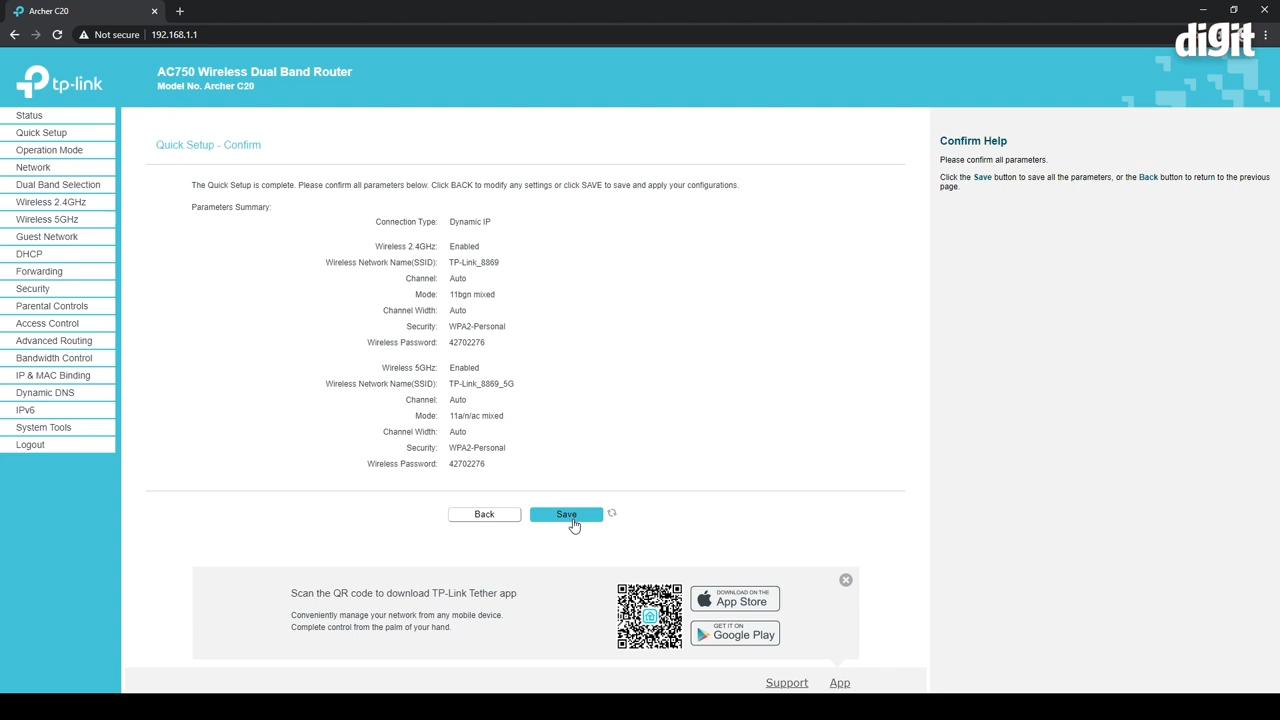 Archer C20
Not secure
192.168.1.1
digit
tp-link
AC750 Wireless Dual Band Router
Model No. Archer C20
Status
Quick Setup
Operation Mode
Network
Dual Band Selection
Wireless 2.4GHz
Wireless 5GHz
Guest Network
DHCP
Forwarding
Security
Parental Controls
Access Control
Advanced Routing
Bandwidth Control
IP & MAC Binding
Dynamic DNS
IPv6
System Tools
Logout
Quick Setup - Confirm
The Quick Setup is complete. Please confirm all parameters below. Click BACK to modify any settings or click SAVE to save and apply your configurations.
Parameters Summary:
Connection Type: Dynamic IP
Wireless 2.4GHz: Enabled
Wireless Network Name(SSID): TP-Link_8869
Channel: Auto
Mode: 11bgn mixed
Channel Width: Auto
Security: WPA2-Personal
Wireless Password: 42702276
Wireless 5GHz: Enabled
Wireless Network Name(SSID): TP-Link_8869_5G
Channel: Auto
Mode: 11a/n/ac mixed
Channel Width: Auto
Security: WPA2-Personal
Wireless Password: 42702276
Back
Save
Scan the QR code to download TP-Link Tether app
Conveniently manage your network from any mobile device.
Complete control from the palm of your hand.
Download on the
App Store
GET IT ON
Google Play
Support
App
Confirm Help
Please confirm all parameters.
Click the Save button to save all the parameters, or the Back button to return to the previous
page.